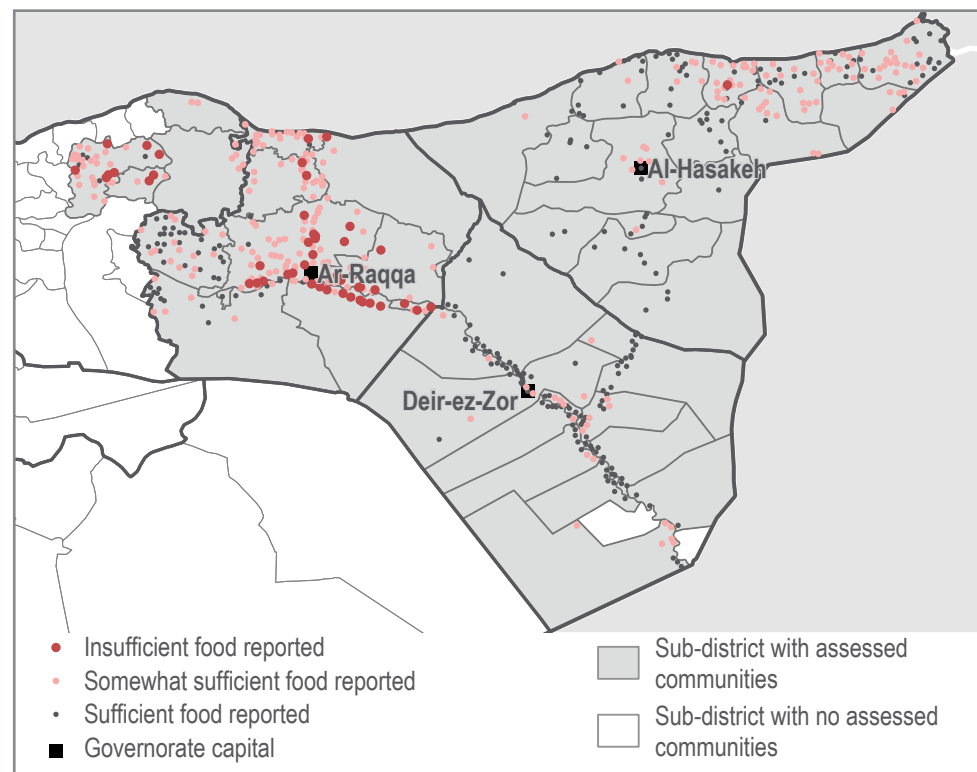 Al-Hasakeh
Ar-Raqqa
Deir-ez-Zor
Insufficient food reported
Somewhat sufficient food reported
Sufficient food reported
Governorate capital
Sub-district with assessed
communities
Sub-district with no assessed
communities